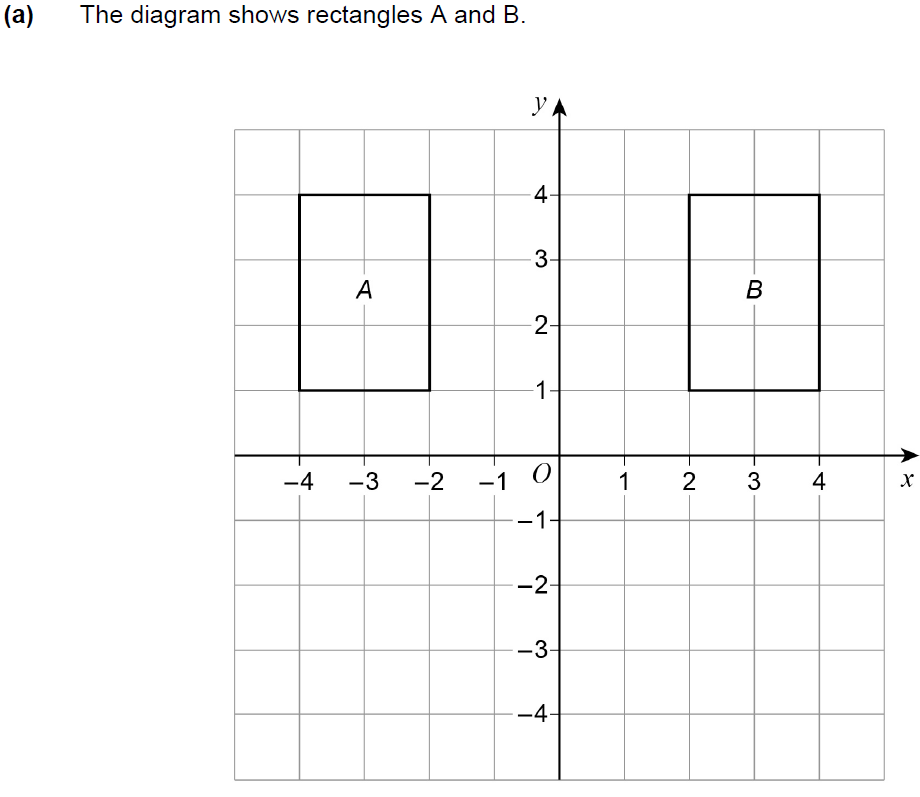 (a) The diagram shows rectangles A and B.
y
4
3
A B
2
1
–4 –3 –2 –1 O 1 2 3 4 x
–1
–2
–3
–4